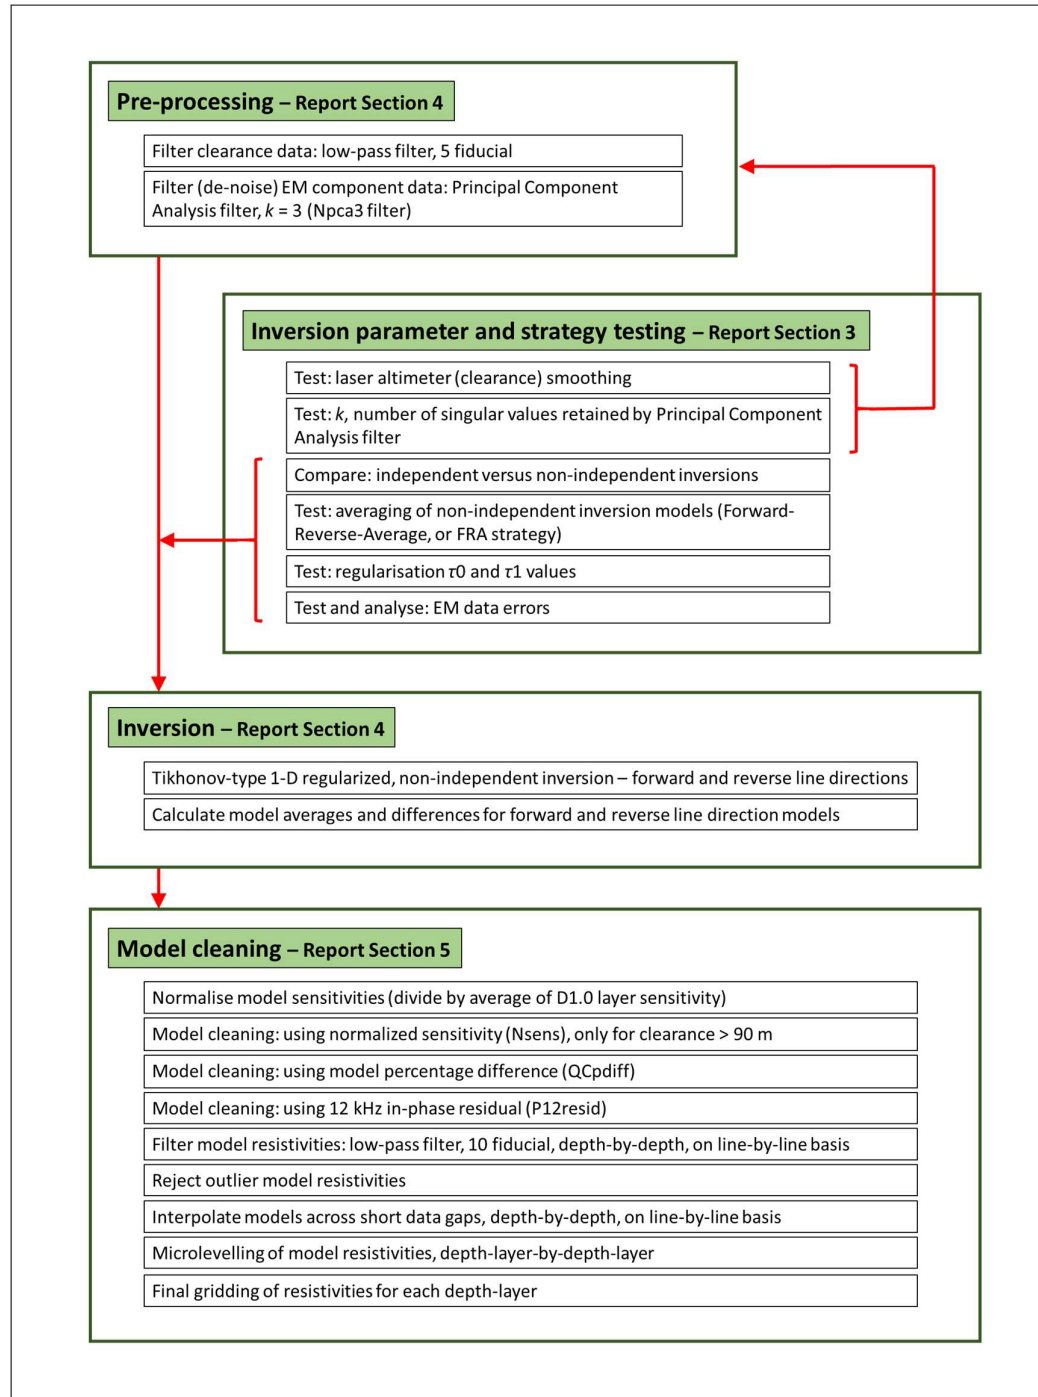 Pre-processing – Report Section 4
Filter clearance data: low-pass filter, 5 fiducial
Filter (de-noise) EM component data: Principal Component
Analysis filter, k = 3 (Npca3 filter)
Inversion parameter and strategy testing – Report Section 3
Test: laser altimeter (clearance) smoothing
Test: k, number of singular values retained by Principal Component
Analysis filter
Compare: independent versus non-independent inversions
Test: averaging of non-independent inversion models (Forward-
Reverse-Average, or FRA strategy)
Test: regularisation τ0 and τ1 values
Test and analyse: EM data errors
Inversion – Report Section 4
Tikhonov-type 1-D regularized, non-independent inversion – forward and reverse line directions
Calculate model averages and differences for forward and reverse line direction models
Model cleaning – Report Section 5
Normalise model sensitivities (divide by average of D1.0 layer sensitivity)
Model cleaning: using normalized sensitivity (Nsens), only for clearance > 90 m
Model cleaning: using model percentage difference (QCpdiff)
Model cleaning: using 12 kHz in-phase residual (P12resid)
Filter model resistivities: low-pass filter, 10 fiducial, depth-by-depth, on line-by-line basis
Reject outlier model resistivities
Interpolate models across short data gaps, depth-by-depth, on line-by-line basis
Microlevelling of model resistivities, depth-layer-by-depth-layer
Final gridding of resistivities for each depth-layer